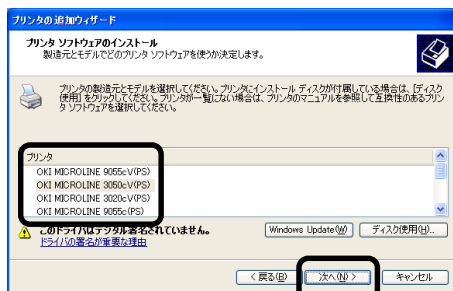 プリンタの追加ウィザード
プリンタ ソフトウェアのインストール
製造元とモデルでどのプリンタ ソフトウェアを使うか決定します。
プリンタの製造元とモデルを選択してください。プリンタにインストール ディスクが付属している場合は、[ディスク
使用] をクリックしてください。プリンタが一覧にない場合は、プリンタのマニュアルを参照して互換性のあるプリン
タ ソフトウェアを選択してください。
プリンタ
OKI MICROLINE 9055cV(PS)
OKI MICROLINE 3050cV(PS)
OKI MICROLINE 3020cV(PS)
OKI MICROLINE 9055c(PS)
このドライバはデジタル署名されていません。
ドライバの署名が重要な理由
Windows Update(W)
ディスク使用(H)...
< 戻る(B)
次へ(N) >
キャンセル